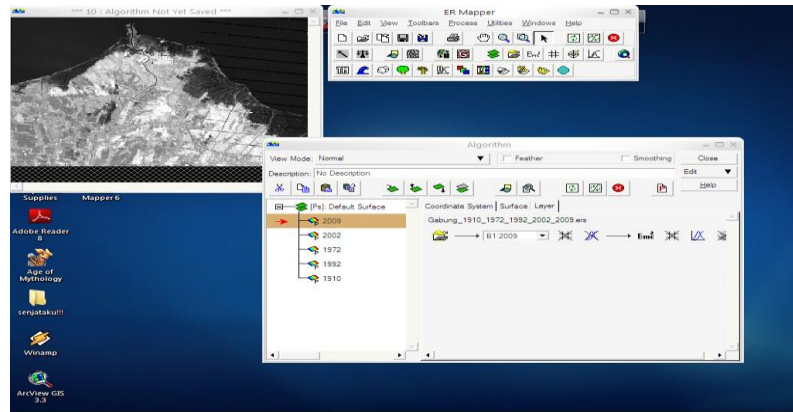 *** 10 : Algorithm Not Yet Saved ***
ER Mapper
File Edit View Toolbars Process Utilities Windows Help
Algorithm
View Mode: Normal Feather Smoothing Close
Description: No Description Edit
Help
[Ps]: Default Surface
2009
2002
1972
1992
1910
Coordinate System Surface Layer
Gabung_1910_1972_1992_2002_2009.ers
B1:2009
Supplies
Mapper 6
Adobe Reader
8
Age of
Mythology
senjataku!!!
Winamp
ArcView GIS
3.3